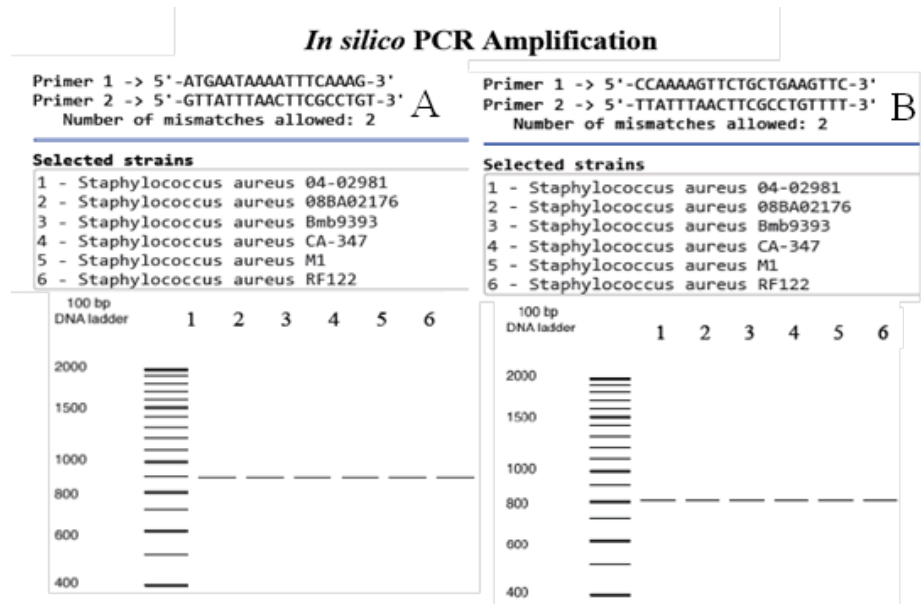 In silico PCR Amplification
Primer 1 -> 5'-ATGAATAAAATTTCAAAG-3'
Primer 2 -> 5'-GTTATTTAACTTCGCCTGT-3'
Number of mismatches allowed: 2
A
Selected strains
1 - Staphylococcus aureus 04-02981
2 - Staphylococcus aureus 08BA02176
3 - Staphylococcus aureus Bmb9393
4 - Staphylococcus aureus CA-347
5 - Staphylococcus aureus M1
6 - Staphylococcus aureus RF122
100 bp
DNA ladder
1 2 3 4 5 6
2000
1500
1000
800
600
400
Primer 1 -> 5'-CCAAAAGTTCTGCTGAAGTTC-3'
Primer 2 -> 5'-TTATTTAACTTCGCCTGTTTT-3'
Number of mismatches allowed: 2
B
Selected strains
1 - Staphylococcus aureus 04-02981
2 - Staphylococcus aureus 08BA02176
3 - Staphylococcus aureus Bmb9393
4 - Staphylococcus aureus CA-347
5 - Staphylococcus aureus M1
6 - Staphylococcus aureus RF122
100 bp
DNA ladder
1 2 3 4 5 6
2000
1500
1000
800
600
400